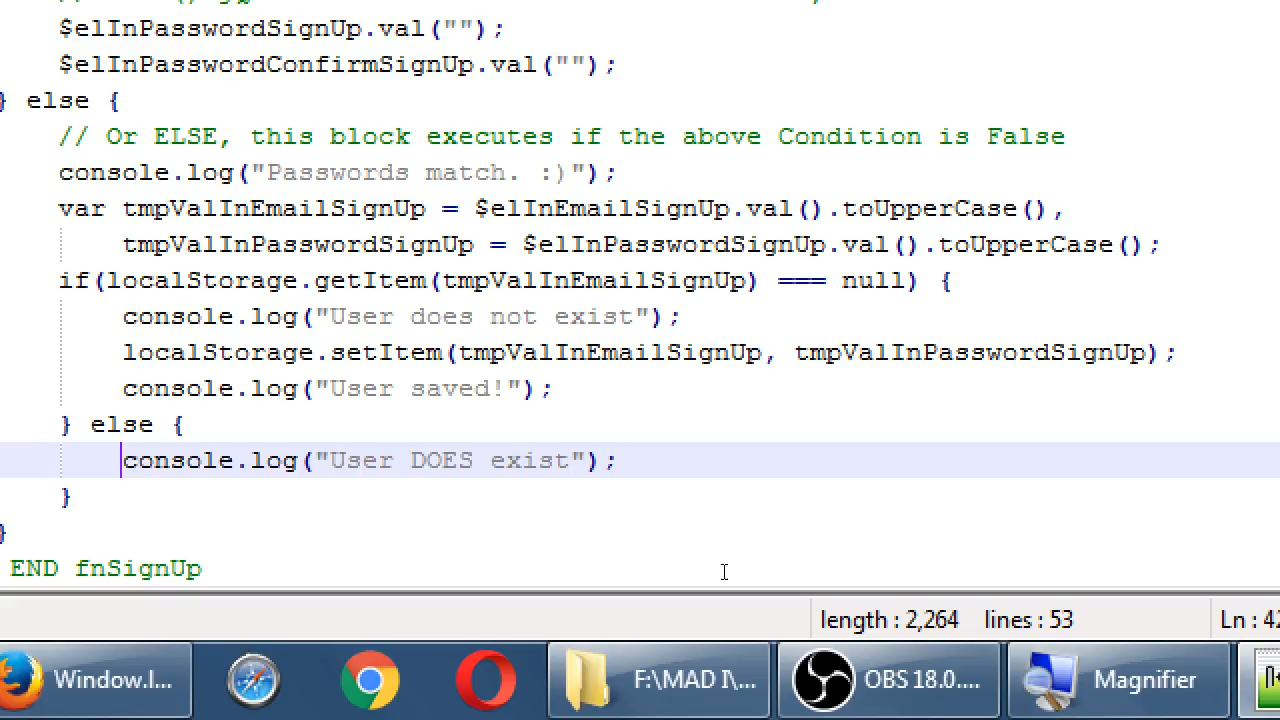 $elInPasswordSignUp.val("");
$elInPasswordConfirmSignUp.val("");
} else {
// Or ELSE, this block executes if the above Condition is False
console.log("Passwords match. :)");
var tmpValInEmailSignUp = $elInEmailSignUp.val().toUpperCase(),
tmpValInPasswordSignUp = $elInPasswordSignUp.val().toUpperCase();
if(localStorage.getItem(tmpValInEmailSignUp) === null) {
console.log("User does not exist");
localStorage.setItem(tmpValInEmailSignUp, tmpValInPasswordSignUp);
console.log("User saved!");
} else {
console.log("User DOES exist");
}
}
END fnSignUp
length : 2,264 lines : 53 Ln : 42
Window.l... F:\MAD I\... OBS 18.0.... Magnifier